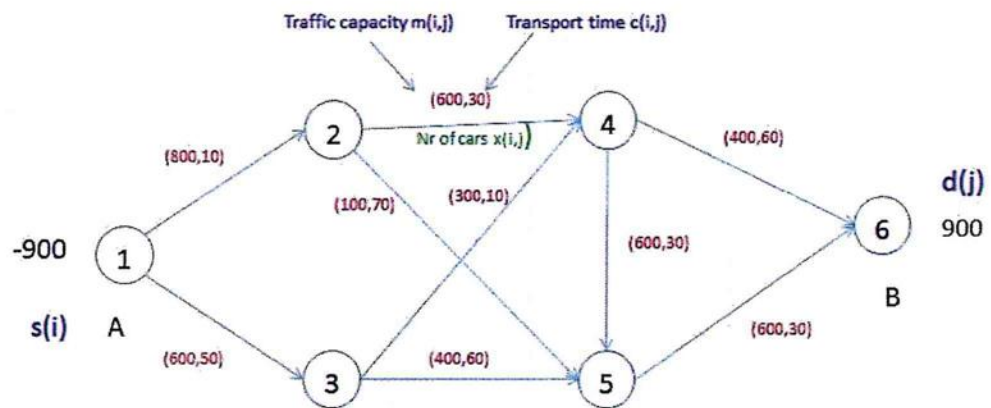 Traffic capacity m(i,j) Transport time c(i,j)
(600,30)
2 4
Nr of cars x(i,j)
(800,10) (400,60)
(100,70) (300,10) d(j)
-900 1 6 900
(600,30)
s(i) A B
(600,50) (400,60) (600,30)
3 5